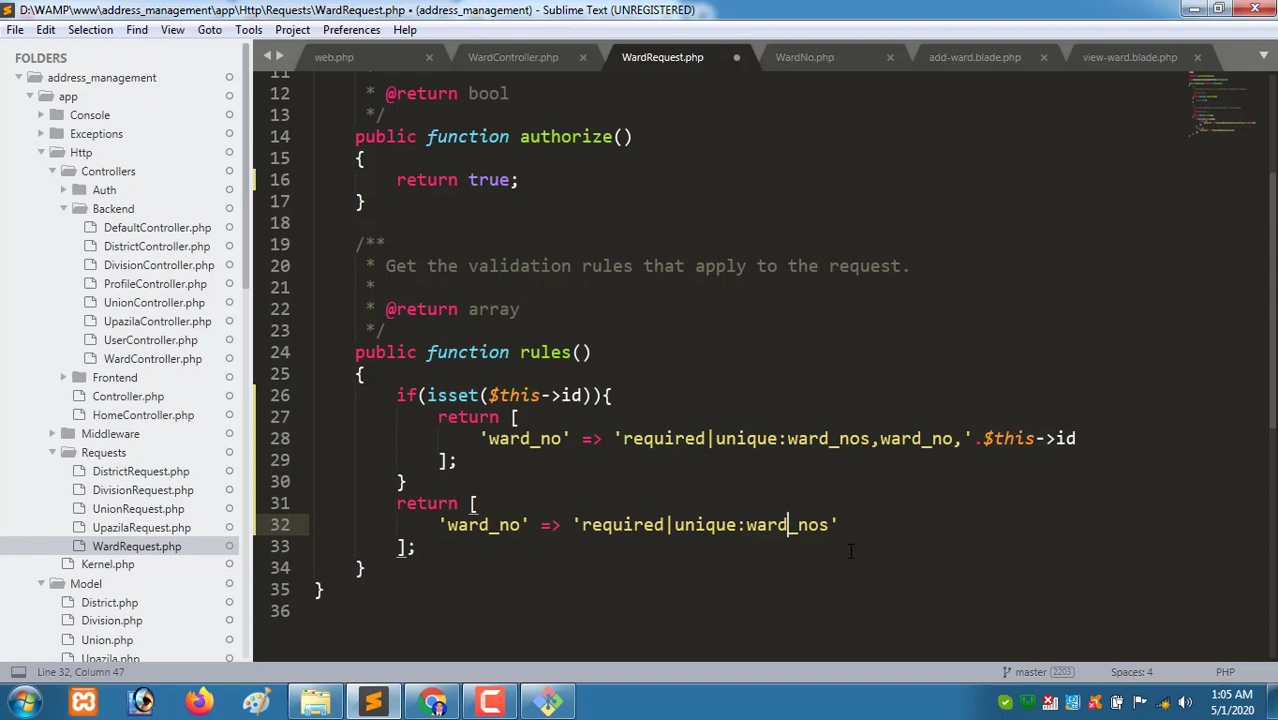 D:\WAMP\www\address_management\app\Http\Requests\WardRequest.php • (address_management) - Sublime Text (UNREGISTERED)
File Edit Selection Find View Goto Tools Project Preferences Help
FOLDERS
address_management
app
Console
Exceptions
Http
Controllers
Auth
Backend
DefaultController.php
DistrictController.php
DivisionController.php
ProfileController.php
UnionController.php
UpazilaController.php
UserController.php
WardController.php
Frontend
Controller.php
HomeController.php
Middleware
Requests
DistrictRequest.php
DivisionRequest.php
UnionRequest.php
UpazilaRequest.php
WardRequest.php
Kernel.php
Model
District.php
Division.php
Union.php
Upazila.php
web.php WardController.php WardRequest.php WardNo.php add-ward.blade.php view-ward.blade.php
11 *
12 * @return bool
13 */
14 public function authorize()
15 {
16 return true;
17 }
18
19 /**
20 * Get the validation rules that apply to the request.
21 *
22 * @return array
23 */
24 public function rules()
25 {
26 if(isset($this->id)){
27 return [
28 'ward_no' => 'required|unique:ward_nos,ward_no,'.$this->id
29 ];
30 }
31 return [
32 'ward_no' => 'required|unique:ward_nos'
33 ];
34 }
35 }
36
Line 32, Column 47 master 2203 Spaces: 4 PHP
1:05 AM
5/1/2020